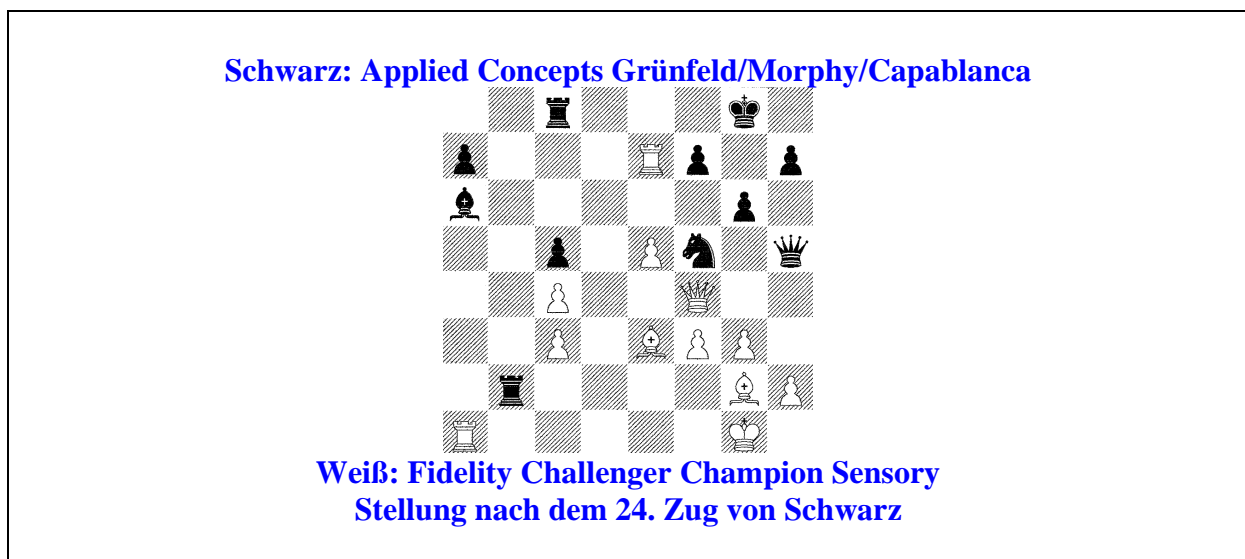 Schwarz: Applied Concepts Grünfeld/Morphy/Capablanca
Weiß: Fidelity Challenger Champion Sensory
Stellung nach dem 24. Zug von Schwarz